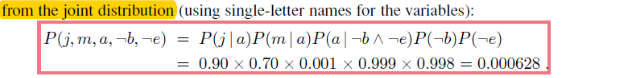 from the joint distribution (using single-letter names for the variables):
P(j, m, a, ¬b, ¬e) = P(j | a)P(m | a)P(a | ¬b ∧ ¬e)P(¬b)P(¬e)
= 0.90 × 0.70 × 0.001 × 0.999 × 0.998 = 0.000628 .